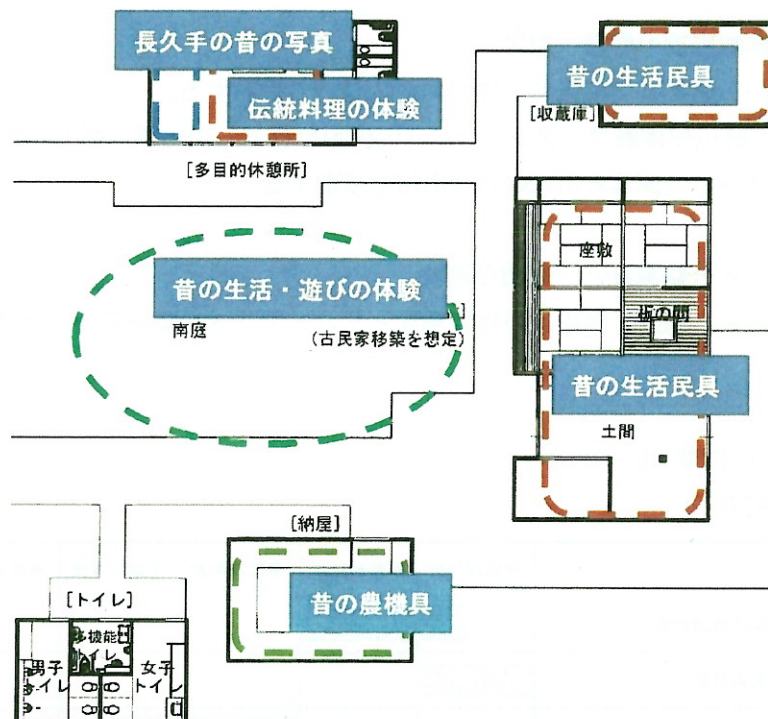 長久手の昔の写真
伝統料理の体験
昔の生活民具
[収蔵庫]
[多目的休憩所]
座敷
昔の生活・遊びの体験
南庭
(古民家移築を想定)
板の間
昔の生活民具
土間
[納屋]
昔の農機具
[トイレ]
多機能
トイレ
男子
トイレ
女子
トイレ